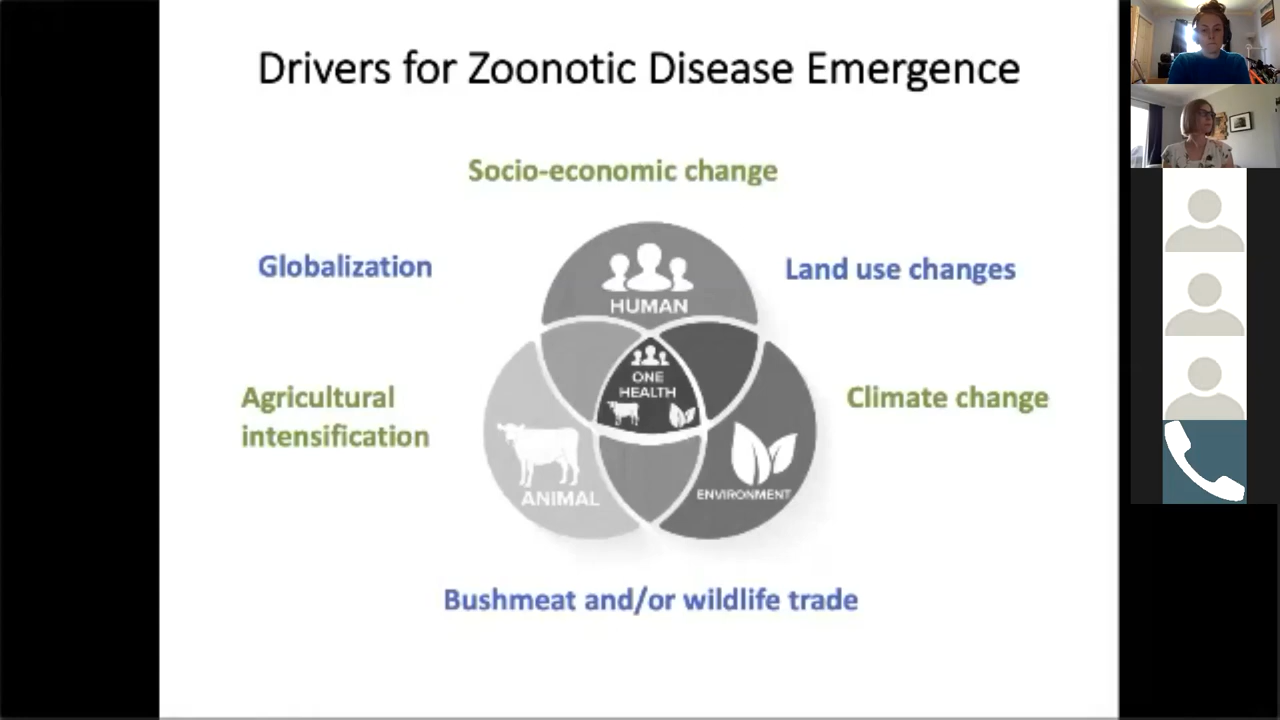 Drivers for Zoonotic Disease Emergence
Socio-economic change
Globalization
Land use changes
HUMAN
ONE
HEALTH
Agricultural
intensification
Climate change
ANIMAL
ENVIRONMENT
Bushmeat and/or wildlife trade